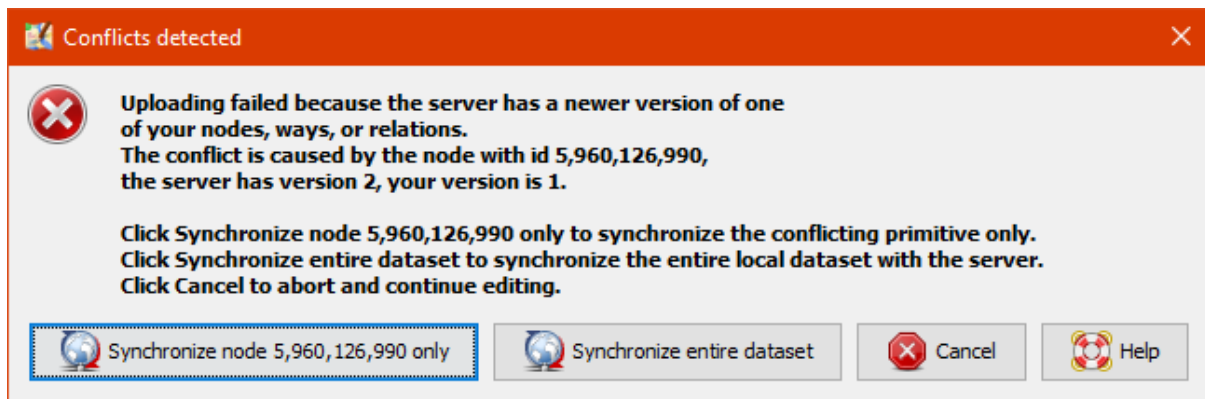 Conflicts detected
Uploading failed because the server has a newer version of one
of your nodes, ways, or relations.
The conflict is caused by the node with id 5,960,126,990,
the server has version 2, your version is 1.
Click Synchronize node 5,960,126,990 only to synchronize the conflicting primitive only.
Click Synchronize entire dataset to synchronize the entire local dataset with the server.
Click Cancel to abort and continue editing.
Synchronize node 5,960,126,990 only
Synchronize entire dataset
Cancel
Help